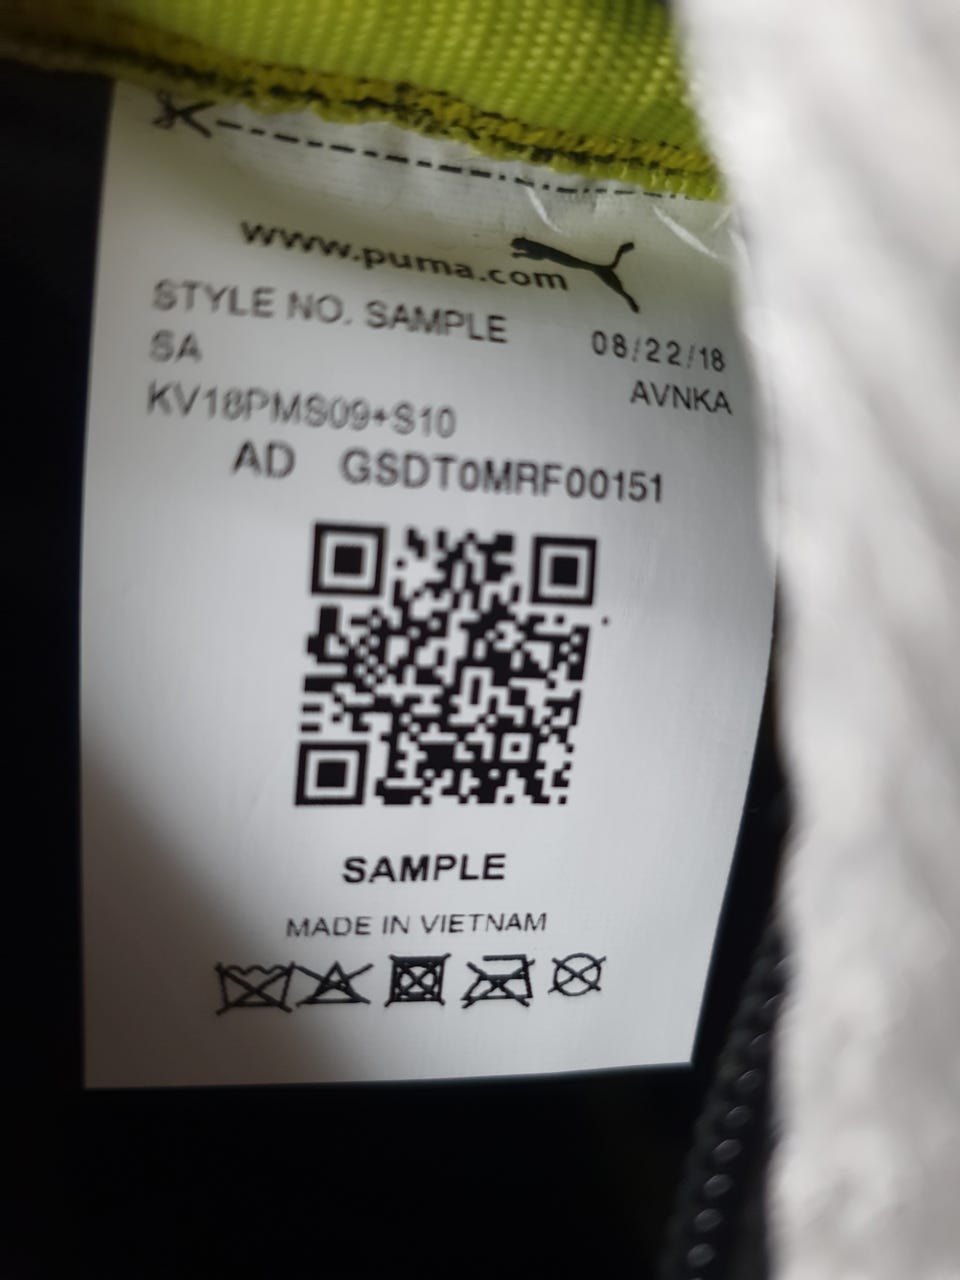 www.puma.com
STYLE NO. SAMPLE
08/22/18
SA
AVNKA
KV18PMS09+S10
AD GSDT0MRF00151
SAMPLE
MADE IN VIETNAM